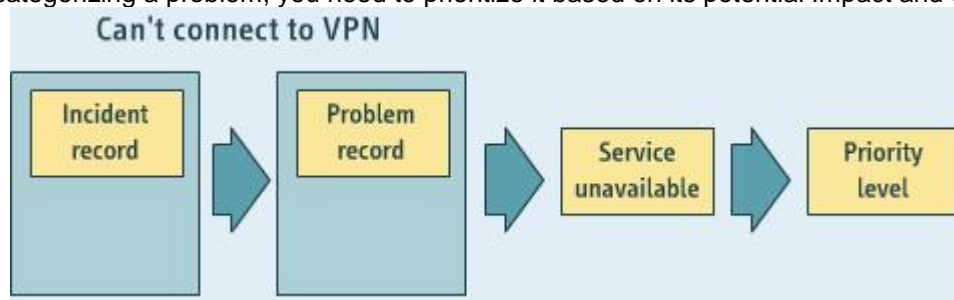 categorizing a problem, you need to prioritize it based on its potential impact and
Can't connect to VPN
Incident
record
Problem
record
Service
unavailable
Priority
level